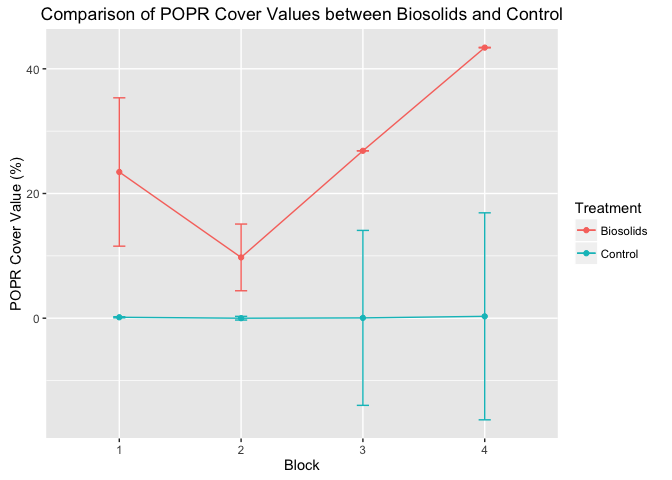 Comparison of POPR Cover Values between Biosolids and Control
POPR Cover Value (%)
40
20
0
1 2 3 4
Block
Treatment
Biosolids
Control